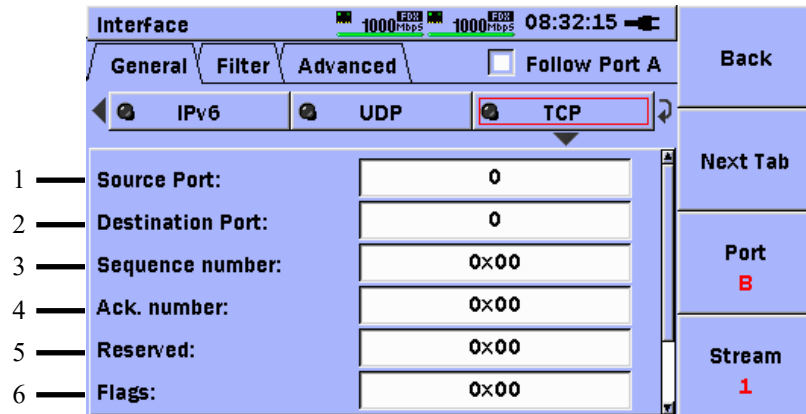 Interface 1000 FDX Mbps 1000 FDX Mbps 08:32:15
General Filter Advanced Follow Port A
IPv6 UDP TCP
1 Source Port: 0
2 Destination Port: 0
3 Sequence number: 0x00
4 Ack. number: 0x00
5 Reserved: 0x00
6 Flags: 0x00
Back
Next Tab
Port
B
Stream
1